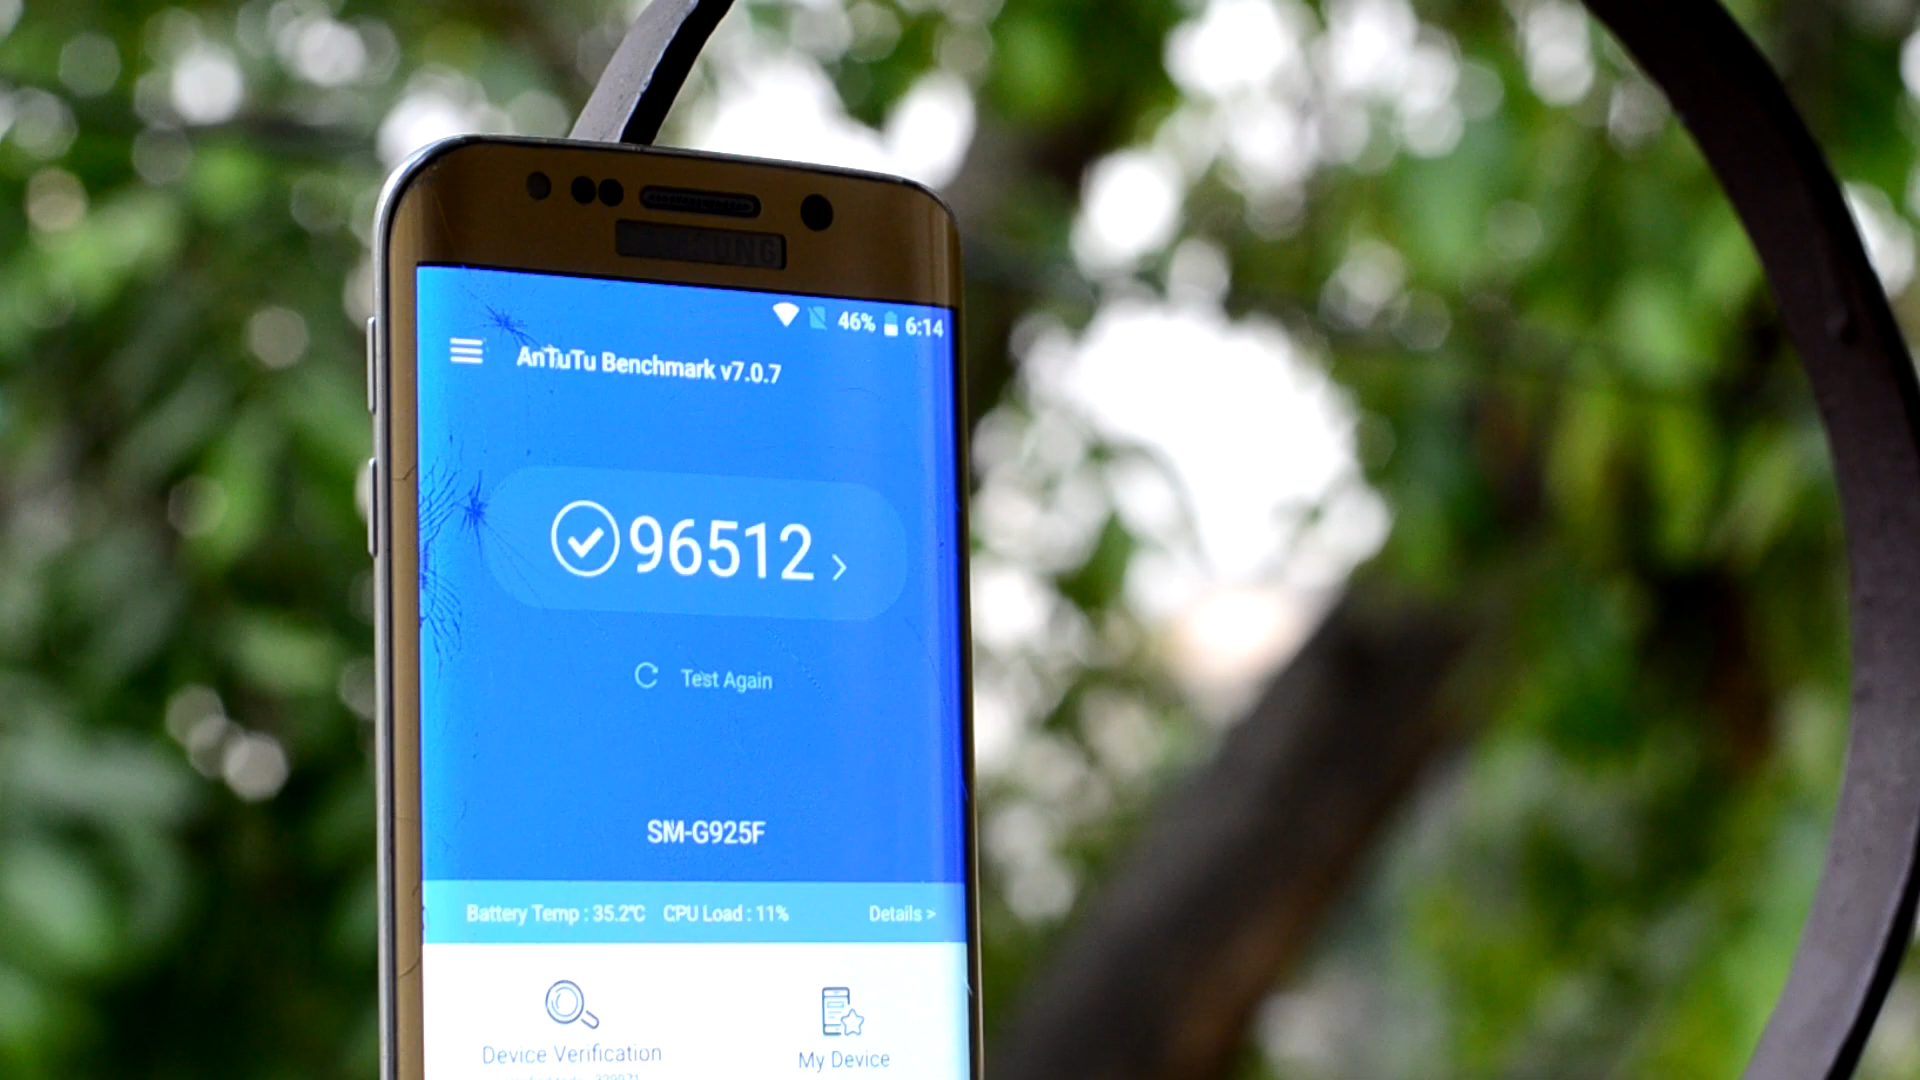 SAMSUNG
46% 6:14
AnTuTu Benchmark v7.0.7
96512 >
Test Again
SM-G925F
Battery Temp : 35.2℃ CPU Load : 11% Details >
Device Verification
My Device